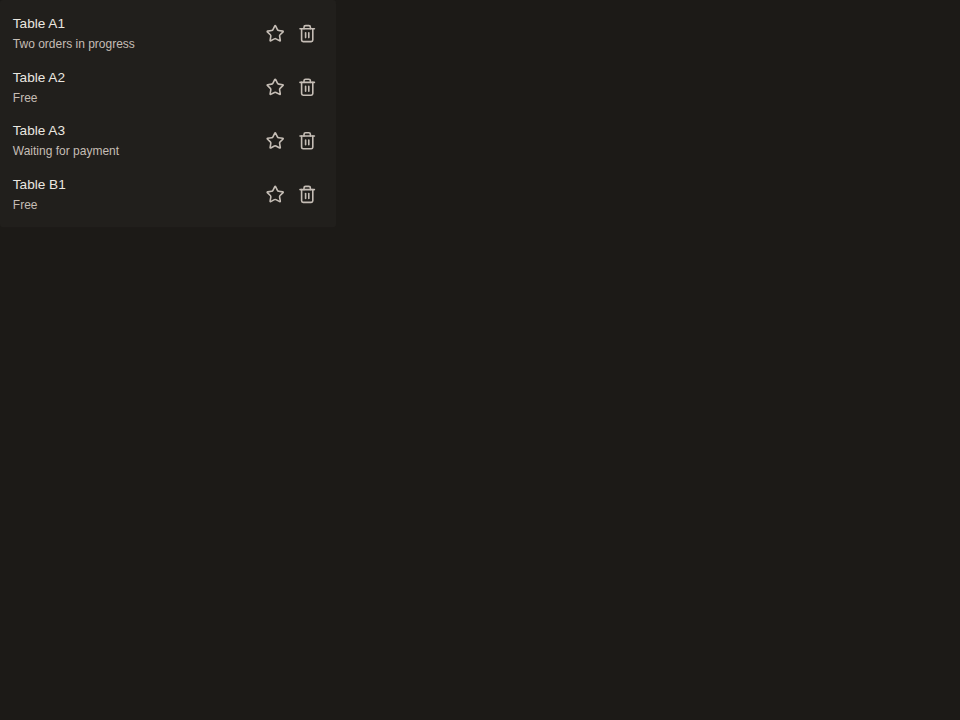 Table A1
Two orders in progress
Table A2
Free
Table A3
Waiting for payment
Table B1
Free